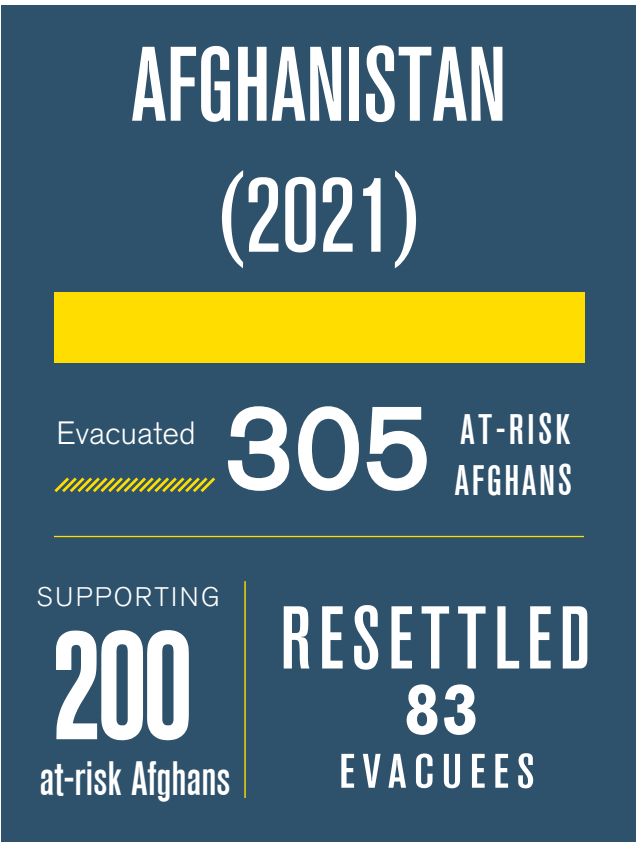 AFGHANISTAN
(2021)
Evacuated 305 AT-RISK
AFGHANS
SUPPORTING
200
at-risk Afghans
RESETTLED
83
EVACUEES